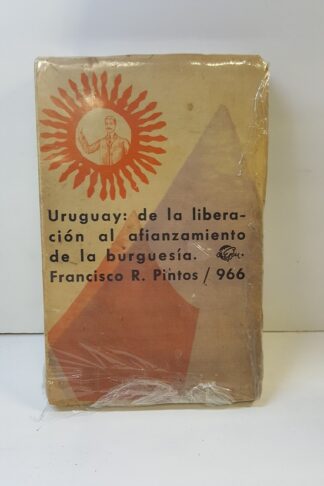 Uruguay: de la libera-
ción al afianzamiento
de la burguesía.
Francisco R. Pintos / 966